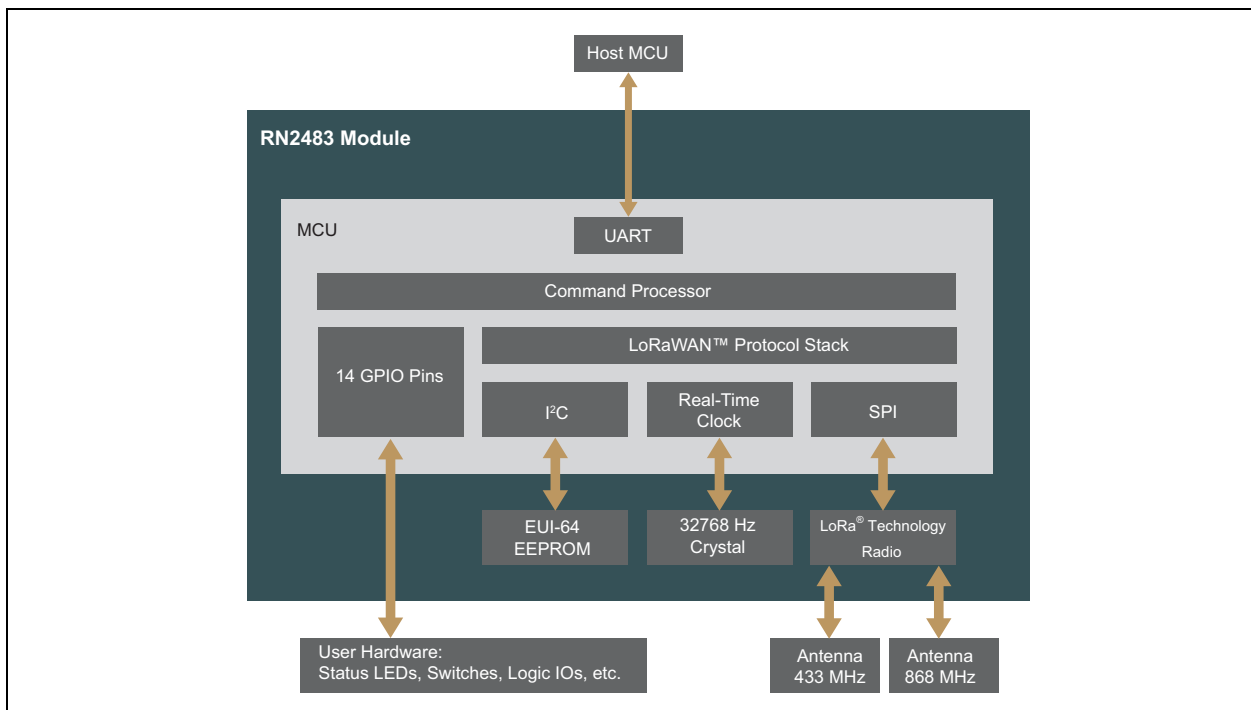 Host MCU
RN2483 Module
MCU
UART
Command Processor
14 GPIO Pins
LoRaWAN™ Protocol Stack
I²C
Real-Time
Clock
SPI
EUI-64
EEPROM
32768 Hz
Crystal
LoRa® Technology
Radio
User Hardware:
Status LEDs, Switches, Logic IOs, etc.
Antenna
433 MHz
Antenna
868 MHz